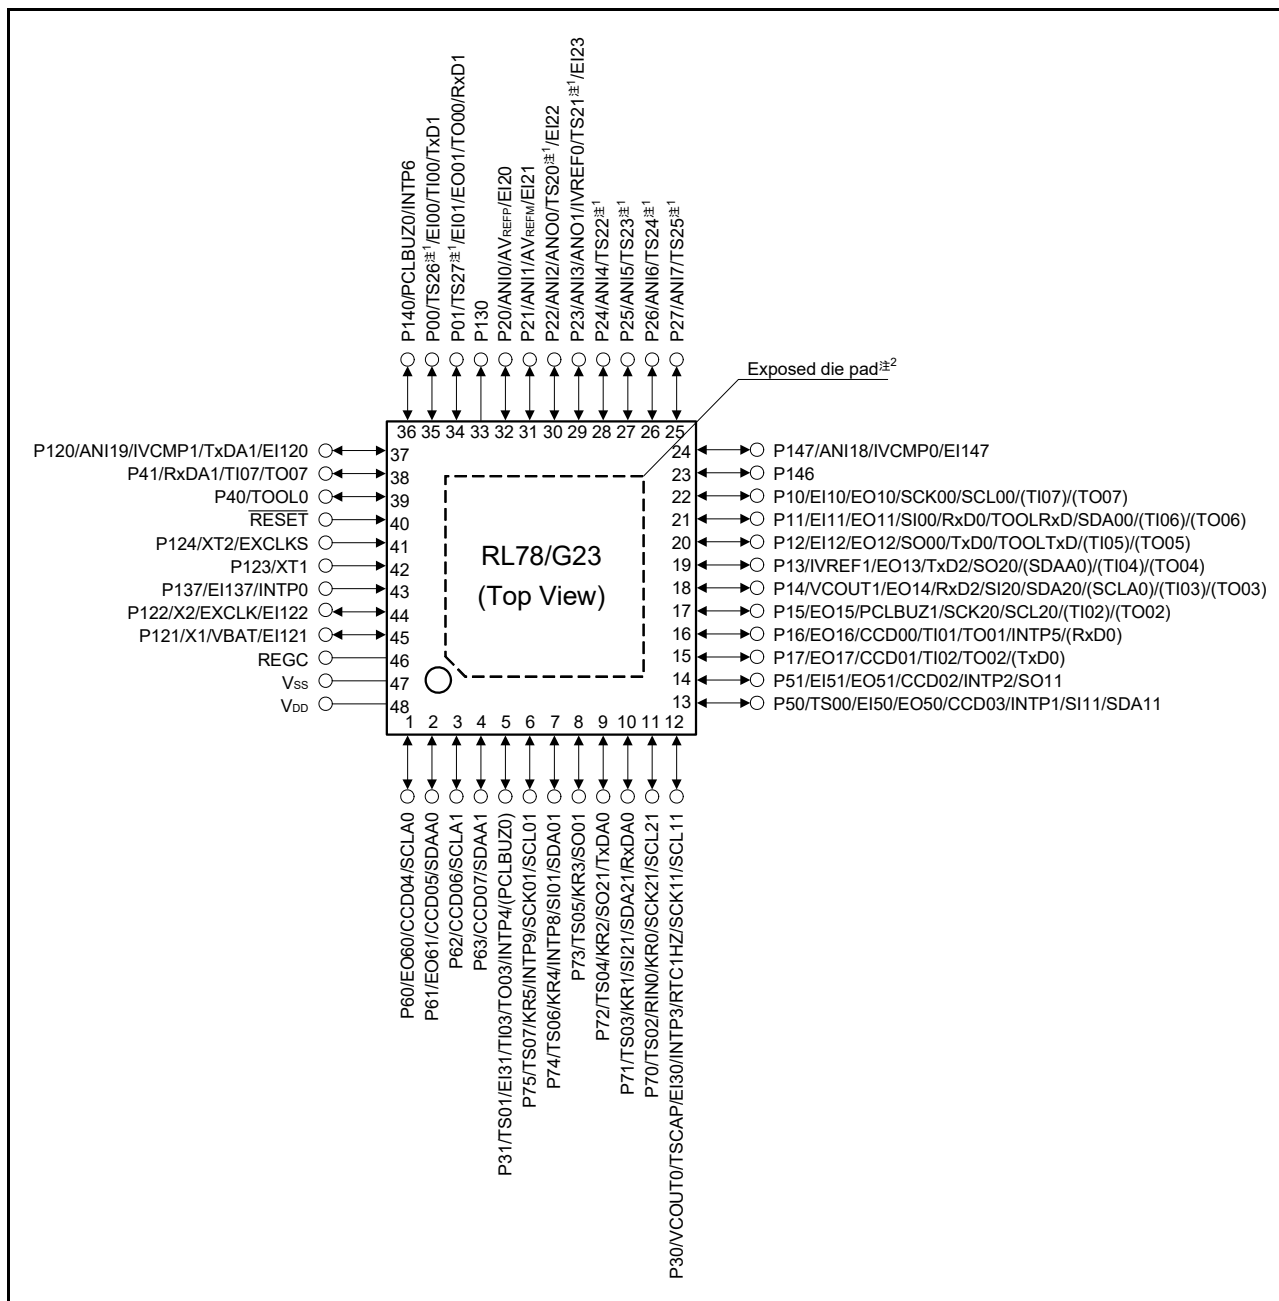 P140/PCLBUZ0/INTP6
P00/TS26注1/EI00/TI00/TxD1
P01/TS27注1/EI01/EO01/TO00/RxD1
P130
P20/ANI0/AVREFP/EI20
P21/ANI1/AVREFM/EI21
P22/ANI2/ANO0/TS20注1/EI22
P23/ANI3/ANO1/IVREF0/TS21注1/EI23
P24/ANI4/TS22注1
P25/ANI5/TS23注1
P26/ANI6/TS24注1
P27/ANI7/TS25注1
Exposed die pad注2
36 35 34 33 32 31 30 29 28 27 26 25
P120/ANI19/IVCMP1/TxDA1/EI120 37
P41/RxDA1/TI07/TO07 38
P40/TOOL0 39
RESET 40
P124/XT2/EXCLKS 41
P123/XT1 42
P137/EI137/INTP0 43
P122/X2/EXCLK/EI122 44
P121/X1/VBAT/EI121 45
REGC 46
VSS 47
VDD 48
RL78/G23
(Top View)
24 P147/ANI18/IVCMP0/EI147
23 P146
22 P10/EI10/EO10/SCK00/SCL00/(TI07)/(TO07)
21 P11/EI11/EO11/SI00/RxD0/TOOLRxD/SDA00/(TI06)/(TO06)
20 P12/EI12/EO12/SO00/TxD0/TOOLTxD/(TI05)/(TO05)
19 P13/IVREF1/EO13/TxD2/SO20/(SDAA0)/(TI04)/(TO04)
18 P14/VCOUT1/EO14/RxD2/SI20/SDA20/(SCLA0)/(TI03)/(TO03)
17 P15/EO15/PCLBUZ1/SCK20/SCL20/(TI02)/(TO02)
16 P16/EO16/CCD00/TI01/TO01/INTP5/(RxD0)
15 P17/EO17/CCD01/TI02/TO02/(TxD0)
14 P51/EI51/EO51/CCD02/INTP2/SO11
13 P50/TS00/EI50/EO50/CCD03/INTP1/SI11/SDA11
1 2 3 4 5 6 7 8 9 10 11 12
P60/EO60/CCD04/SCLA0
P61/EO61/CCD05/SDAA0
P62/CCD06/SCLA1
P63/CCD07/SDAA1
P31/TS01/EI31/TI03/TO03/INTP4/(PCLBUZ0)
P75/TS07/KR5/INTP9/SCK01/SCL01
P74/TS06/KR4/INTP8/SI01/SDA01
P73/TS05/KR3/SO01
P72/TS04/KR2/SO21/TxDA0
P71/TS03/KR1/SI21/SDA21/RxDA0
P70/TS02/RIN0/KR0/SCK21/SCL21
P30/VCOUT0/TSCAP/EI30/INTP3/RTC1HZ/SCK11/SCL11